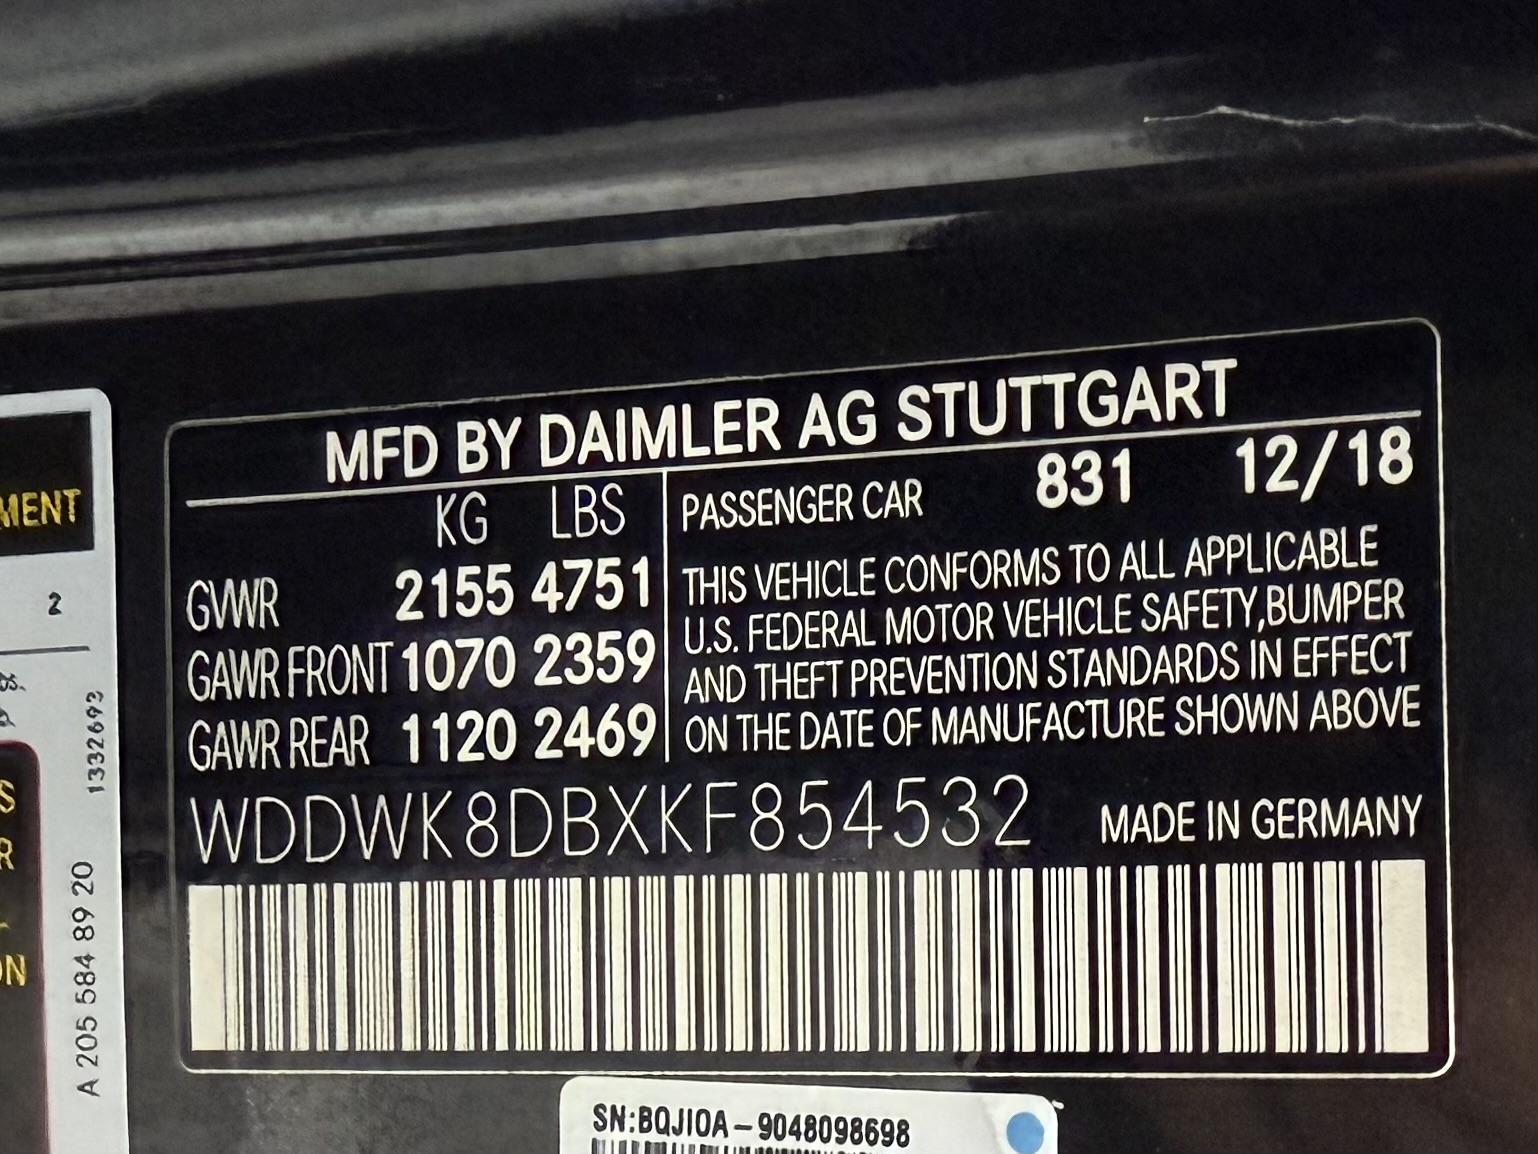 MFD BY DAIMLER AG STUTTGART
KG LBS
GVWR 2155 4751
GAWR FRONT 1070 2359
GAWR REAR 1120 2469
PASSENGER CAR 831 12/18
THIS VEHICLE CONFORMS TO ALL APPLICABLE
U.S. FEDERAL MOTOR VEHICLE SAFETY,BUMPER
AND THEFT PREVENTION STANDARDS IN EFFECT
ON THE DATE OF MANUFACTURE SHOWN ABOVE
WDDWK8DBXKF854532 MADE IN GERMANY
SN:BQJI0A-9048098698
MENT
2
A 205 584 89 20 1332693